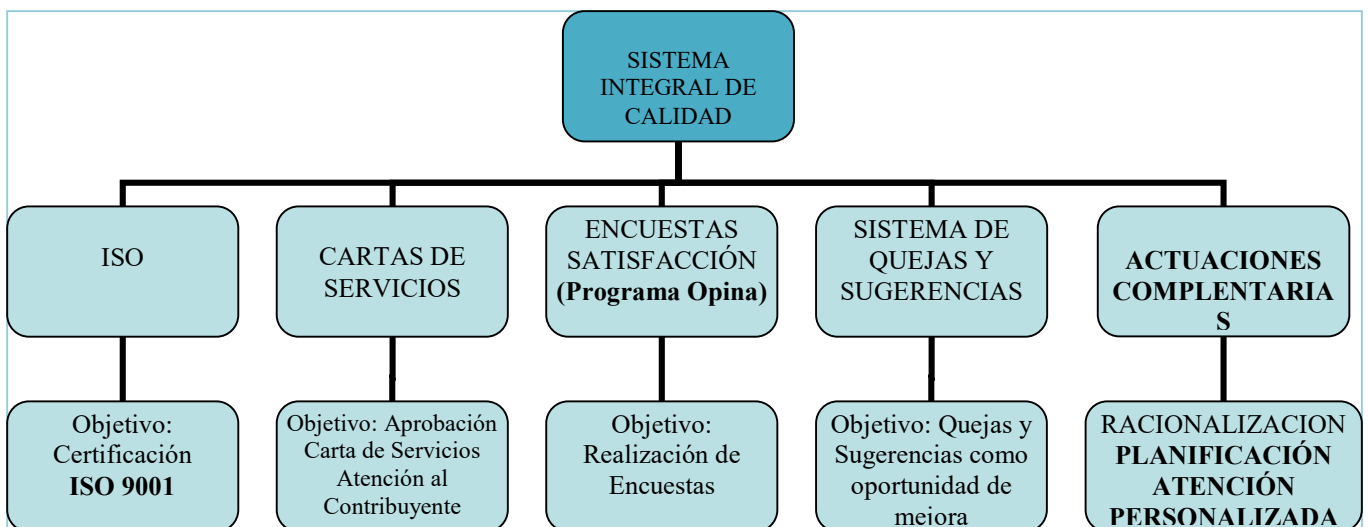 SISTEMA
INTEGRAL DE
CALIDAD
ISO
CARTAS DE
SERVICIOS
ENCUESTAS
SATISFACCIÓN
(Programa Opina)
SISTEMA DE
QUEJAS Y
SUGERENCIAS
ACTUACIONES
COMPLENTARIA
S
Objetivo:
Certificación
ISO 9001
Objetivo: Aprobación
Carta de Servicios
Atención al
Contribuyente
Objetivo:
Realización de
Encuestas
Objetivo: Quejas y
Sugerencias como
oportunidad de
mejora
RACIONALIZACION
PLANIFICACIÓN
ATENCIÓN
PERSONALIZADA